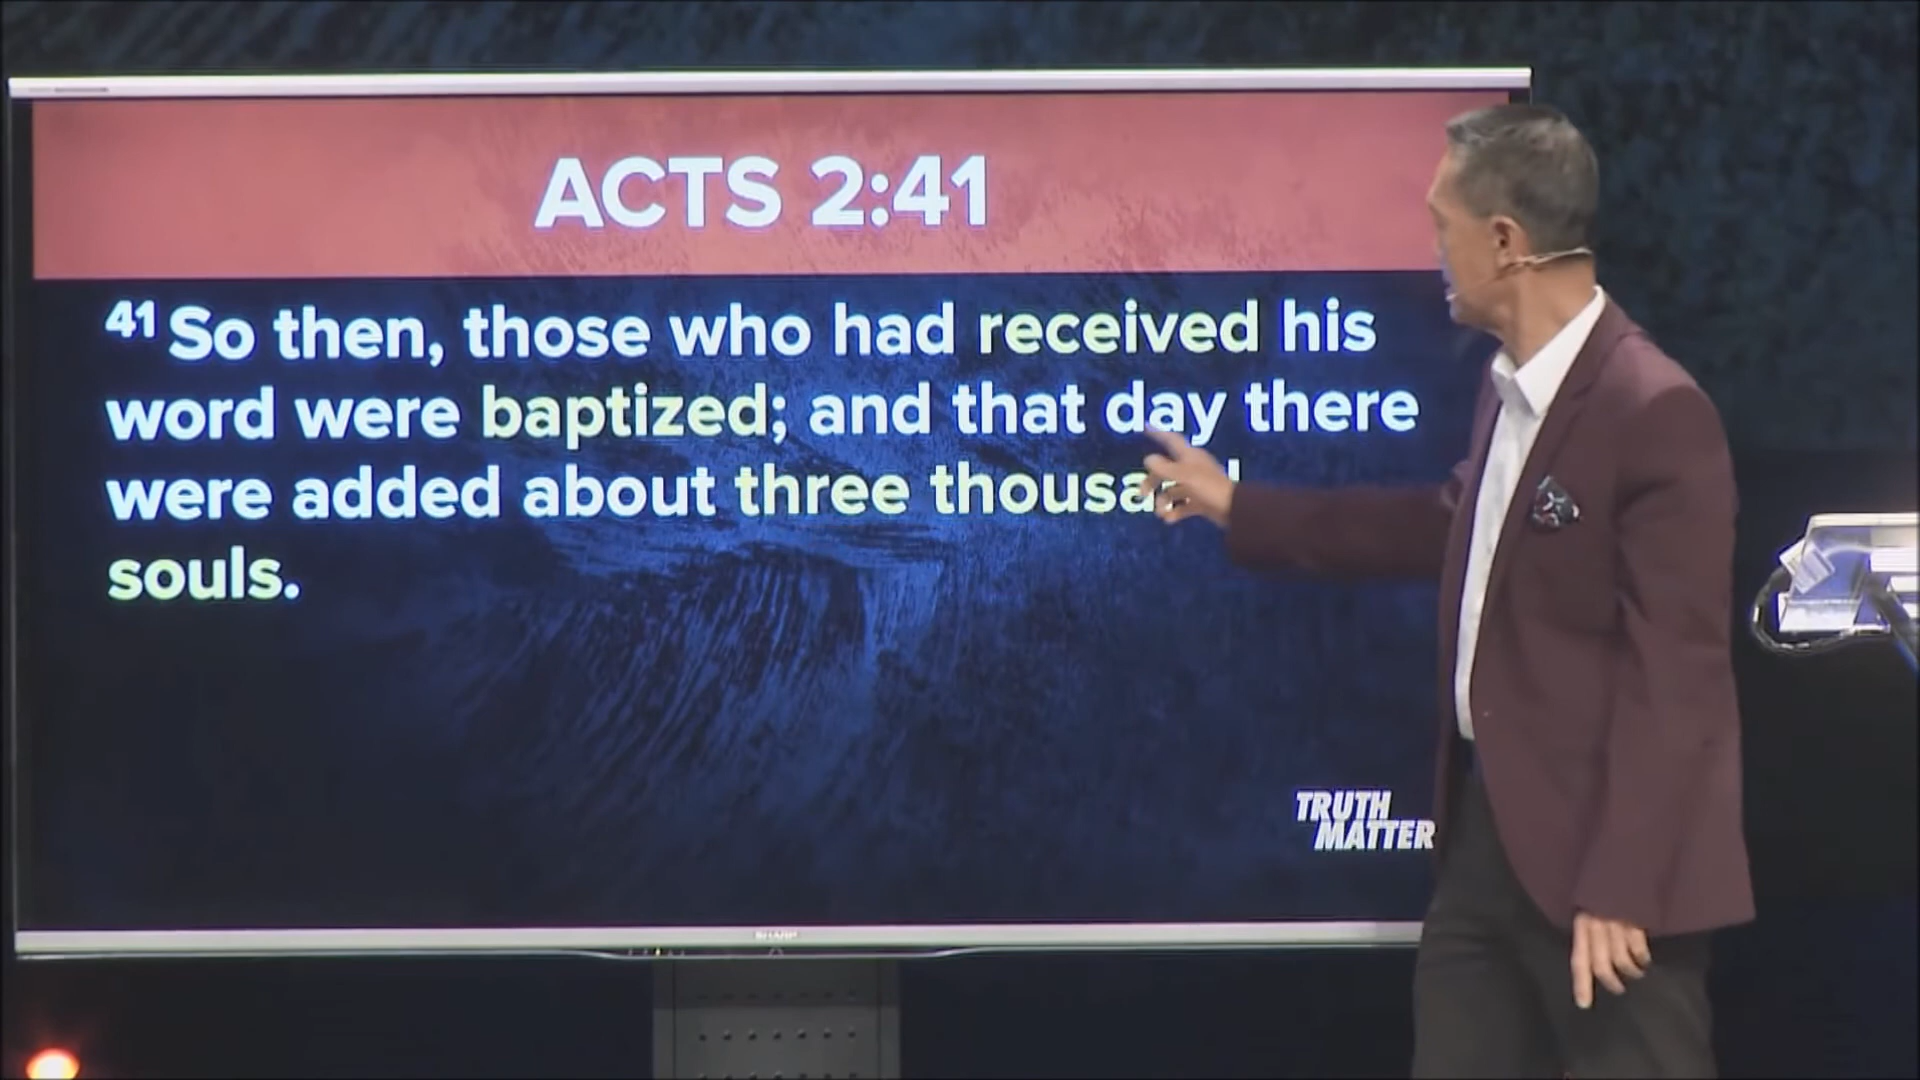 ACTS 2:41
41 So then, those who had received his
word were baptized; and that day there
were added about three
souls.
TRUTH
MATTER
SHARP